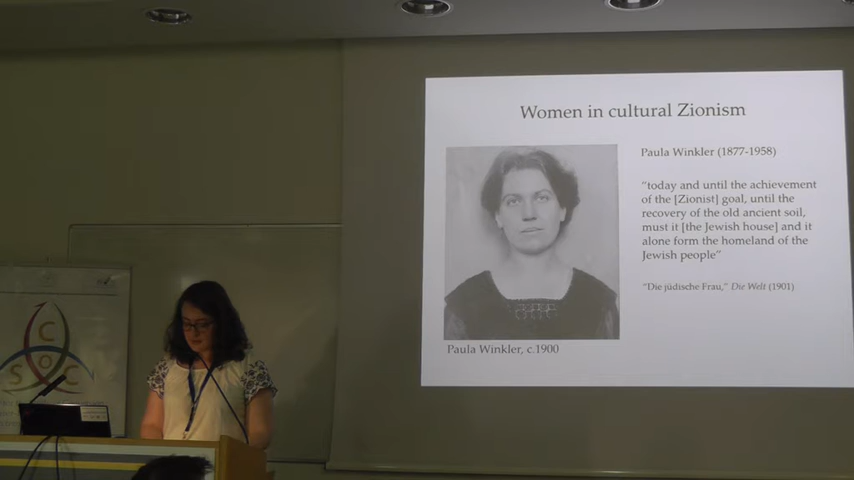 Women in cultural Zionism
Paula Winkler (1877-1958)
"today and until the achievement
of the [Zionist] goal, until the
recovery of the old ancient soil,
must it [the Jewish house] and it
alone form the homeland of the
Jewish people"
"Die jüdische Frau," Die Welt (1901)
Paula Winkler, c.1900
C
O
S C